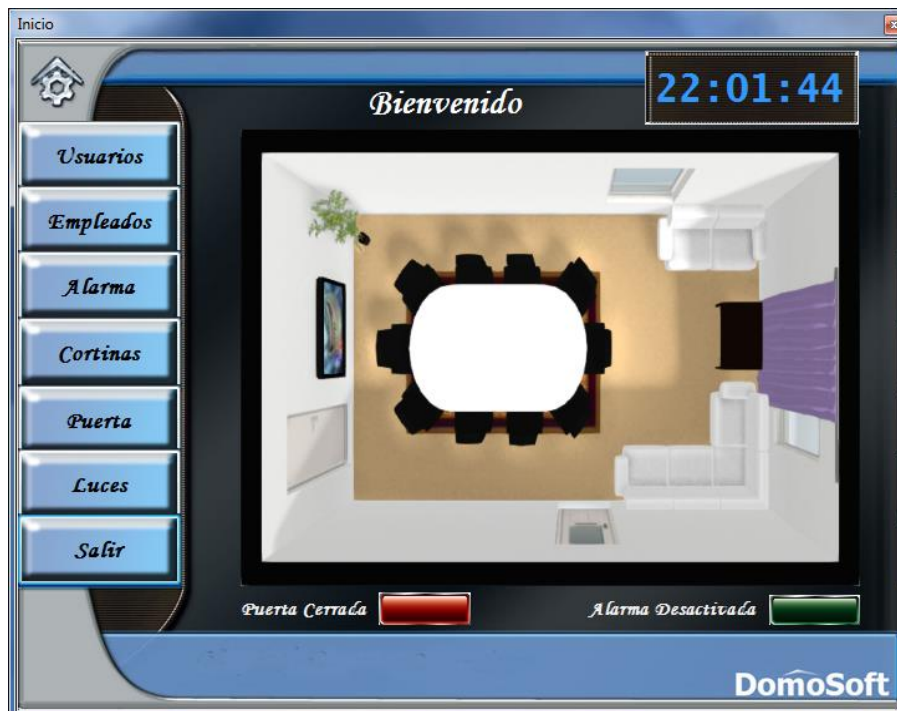 Inicio
22:01:44
Bienvenido
Usuarios
Empleados
Alarma
Cortinas
Puerta
Luces
Salir
Puerta Cerrada
Alarma Desactivada
DomoSoft